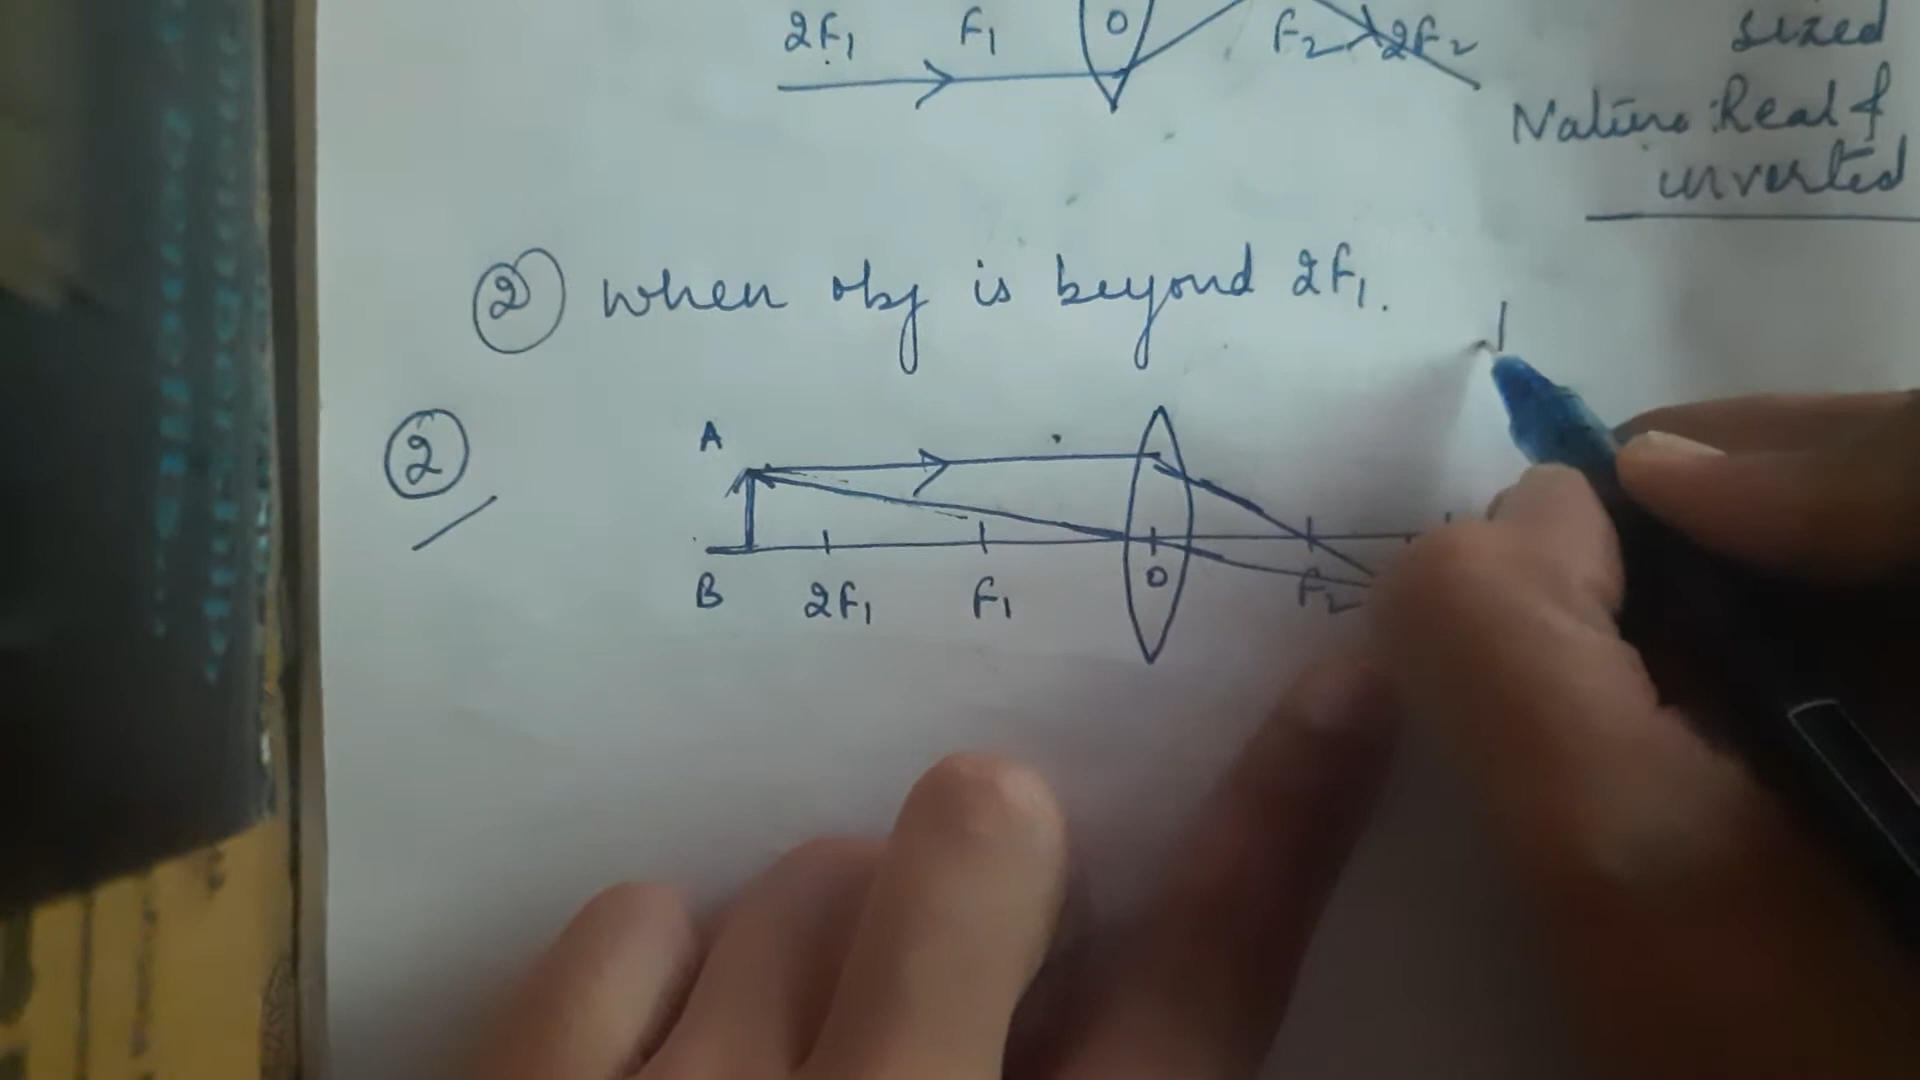 2F₁ F₁ O F₂ 2F₂
sized
Nature: Real &
inverted
② when obj is beyond 2F₁.
②
A
B 2F₁ F₁ O F₂